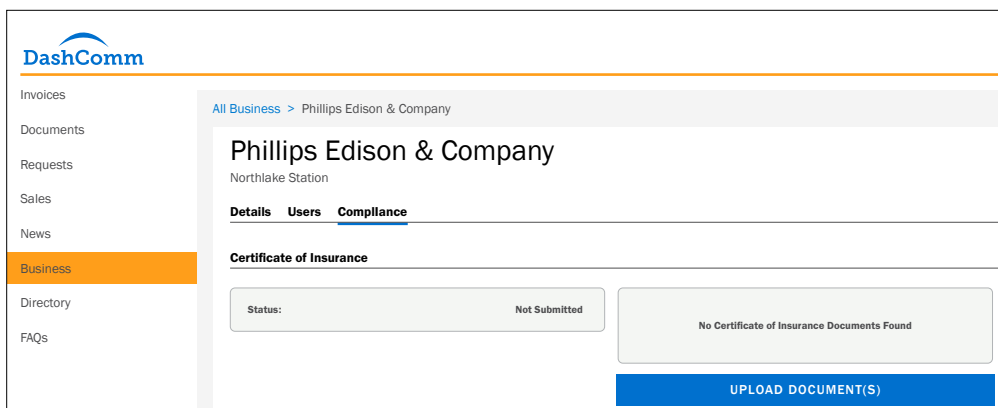 DashComm
Invoices
Documents
Requests
Sales
News
Business
Directory
FAQs
All Business > Phillips Edison & Company
Phillips Edison & Company
Northlake Station
Details Users Compliance
Certificate of Insurance
Status: Not Submitted
No Certificate of Insurance Documents Found
UPLOAD DOCUMENT(S)